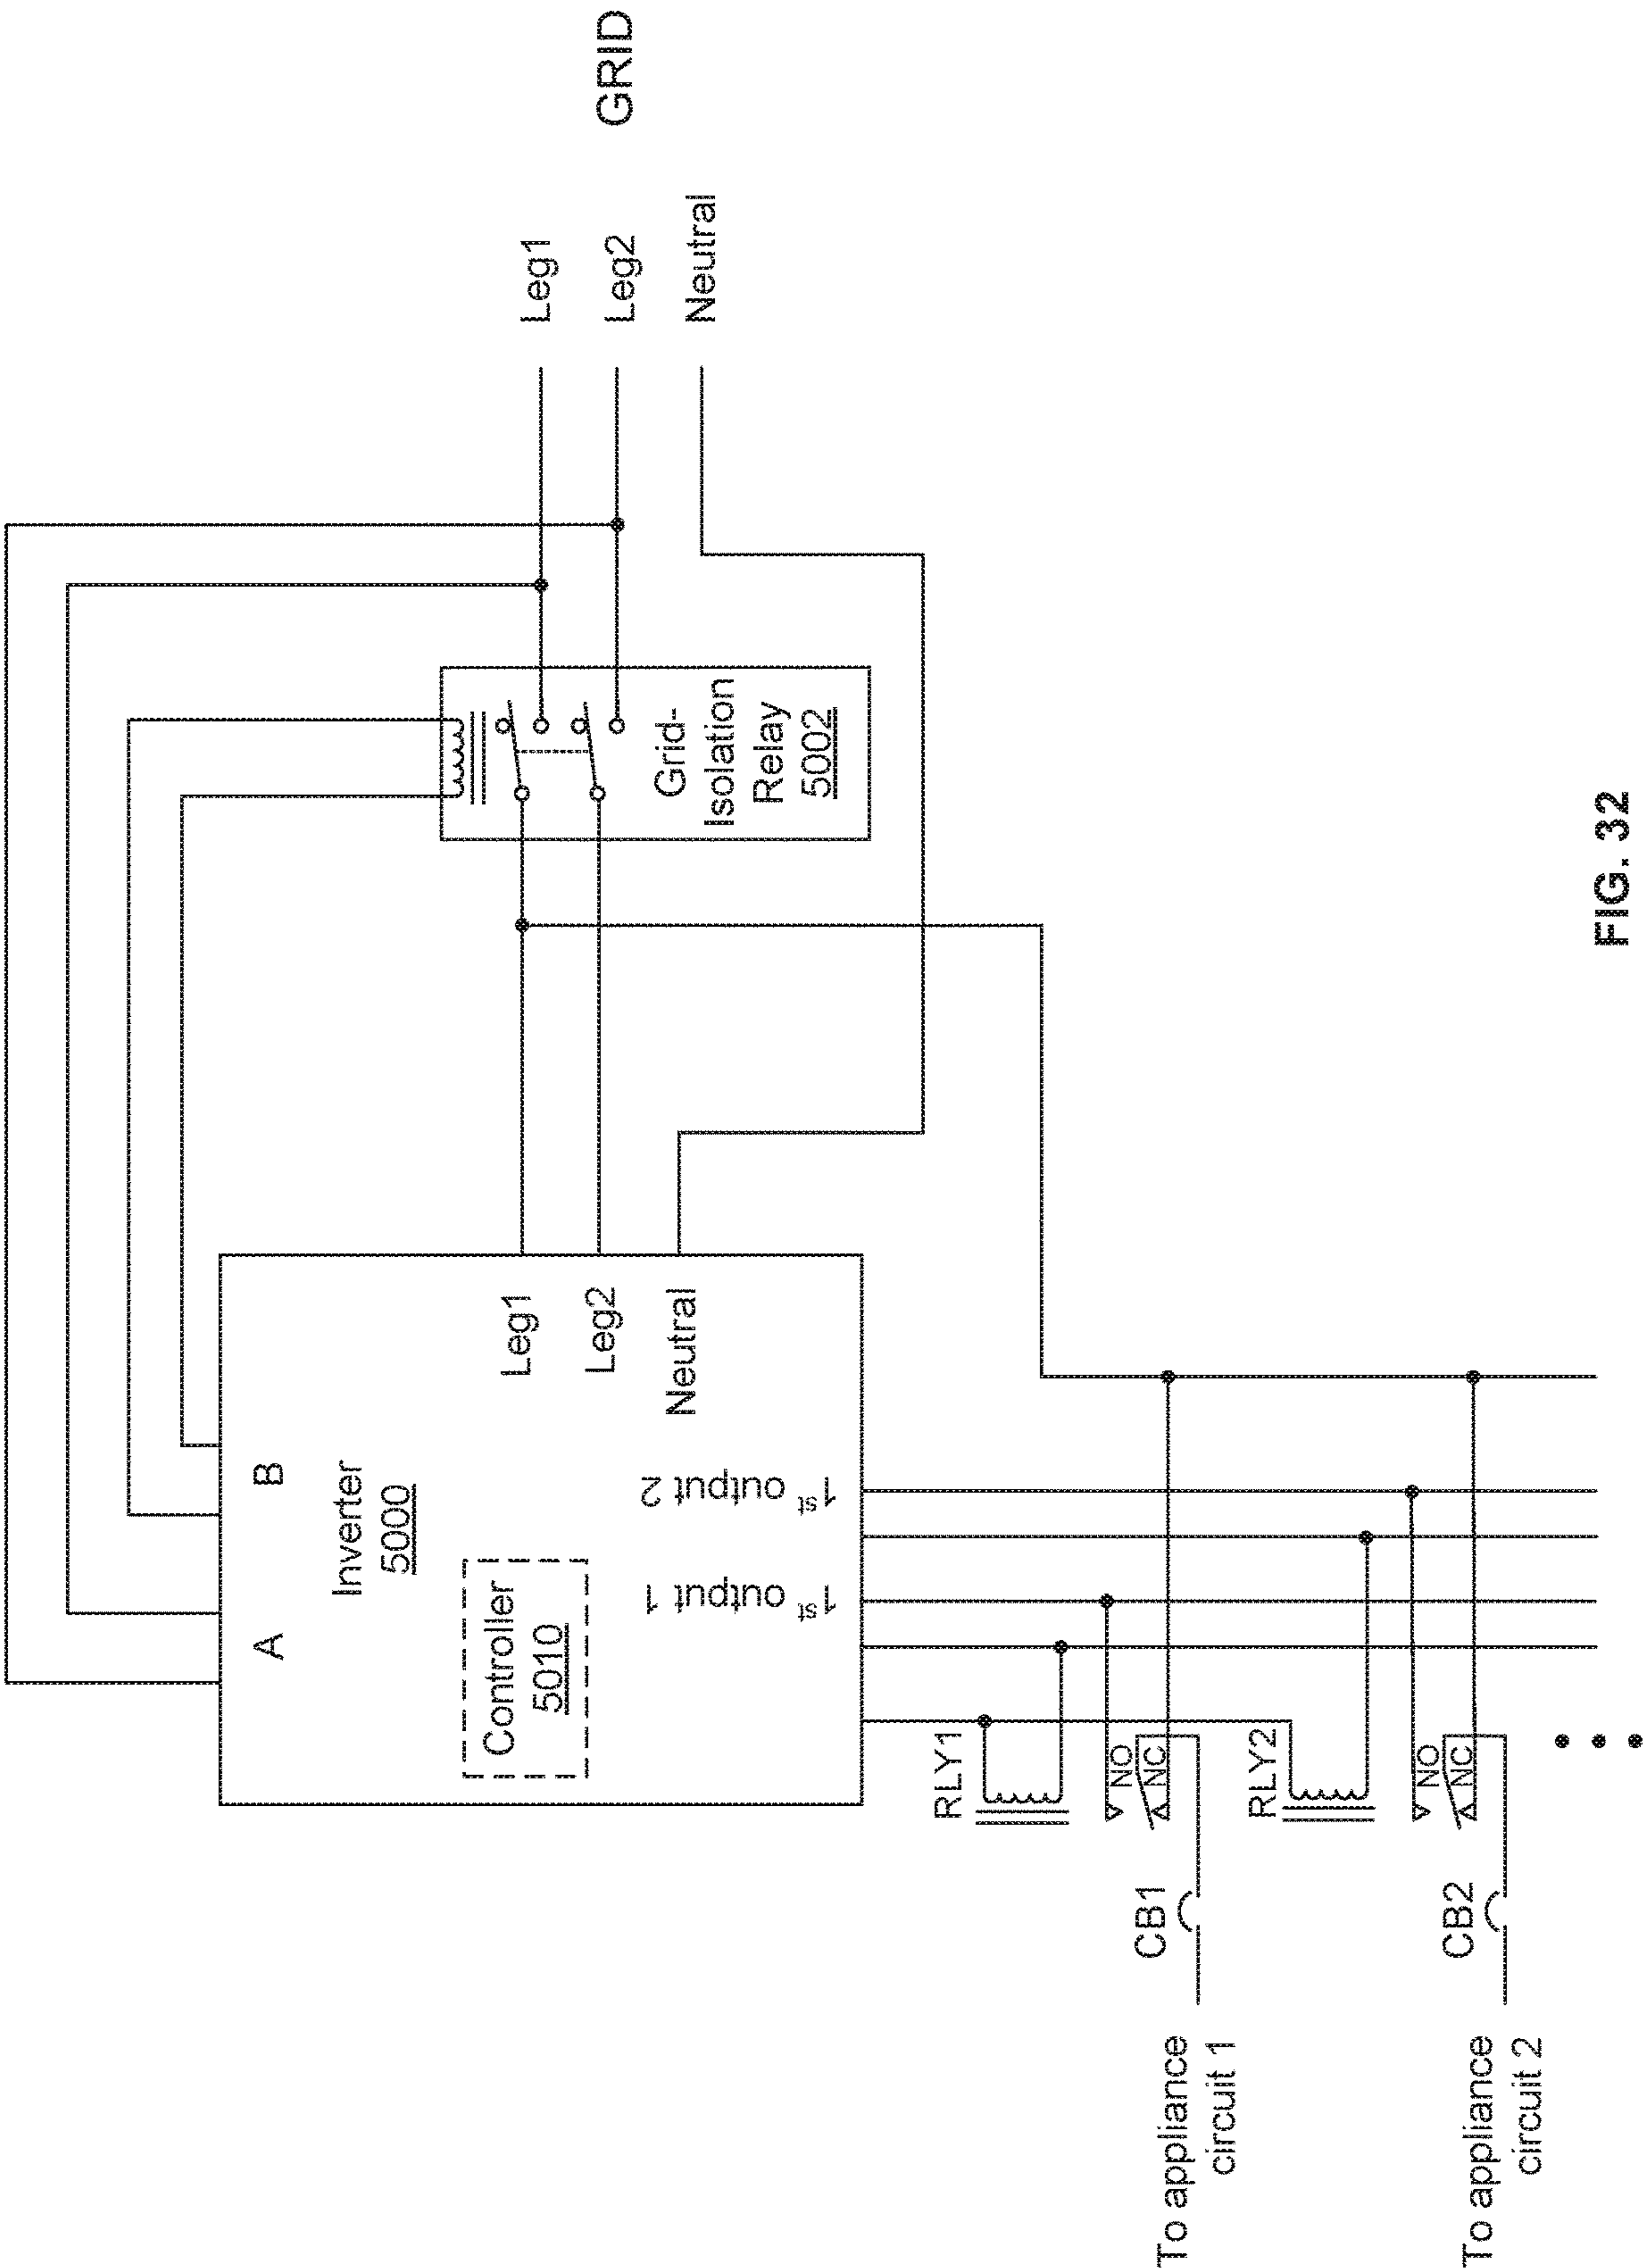 GRID
Leg1
Leg2
Neutral
Grid-
Isolation
Relay
5002
A
B
Inverter
5000
Controller
5010
Leg1
Leg2
Neutral
1st output 1
1st output 2
RLY1
NO
NC
CB1
To appliance
circuit 1
RLY2
NO
NC
CB2
To appliance
circuit 2
FIG. 32